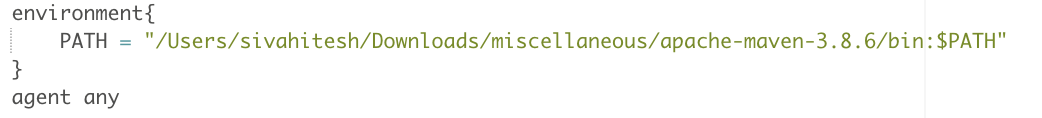 environment{
    PATH = "/Users/sivahitesh/Downloads/miscellaneous/apache-maven-3.8.6/bin:$PATH"
}
agent any